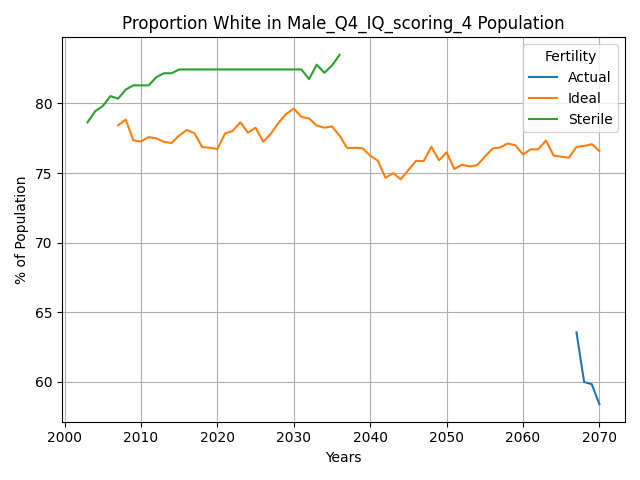 Proportion White in Male_Q4_IQ_scoring_4 Population
Fertility
Actual
Ideal
Sterile
% of Population
80
75
70
65
60
2000 2010 2020 2030 2040 2050 2060 2070
Years